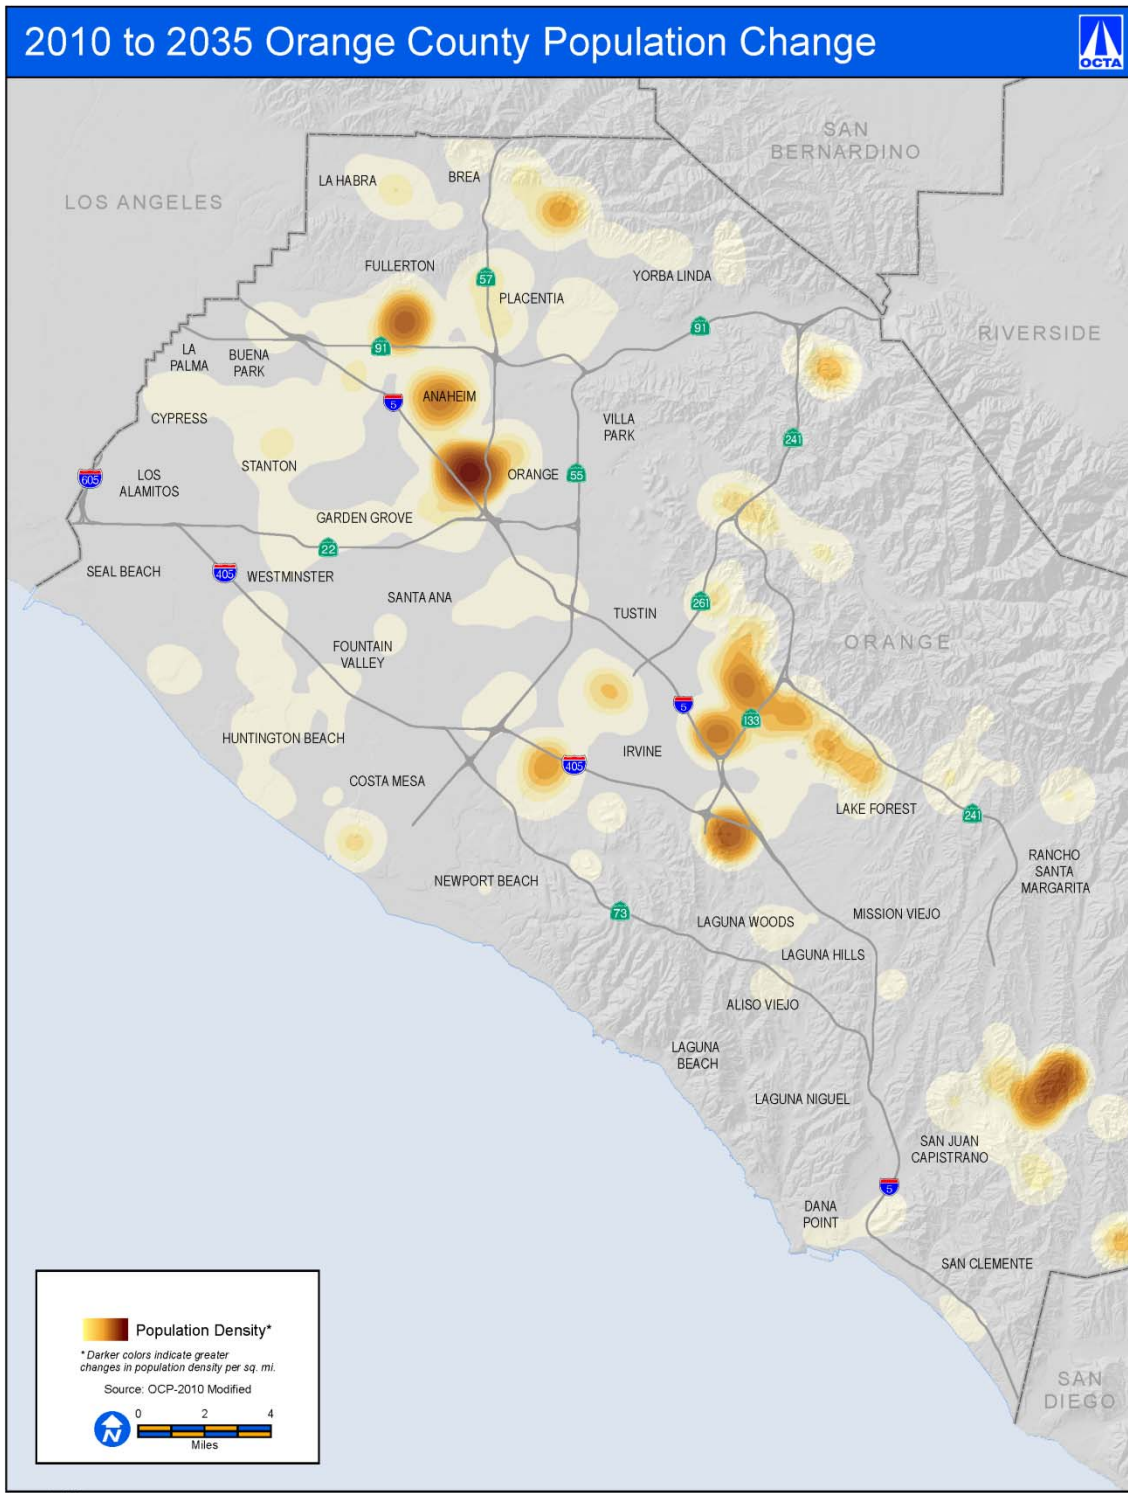 2010 to 2035 Orange County Population Change
OCTA
SAN
BERNARDINO
LOS ANGELES
LA HABRA
BREA
FULLERTON
57
YORBA LINDA
PLACENTIA
91
RIVERSIDE
LA
PALMA
BUENA
PARK
91
ANAHEIM
5
CYPRESS
VILLA
PARK
241
STANTON
ORANGE
55
605
LOS
ALAMITOS
GARDEN GROVE
22
SEAL BEACH
405
WESTMINSTER
SANTA ANA
261
TUSTIN
ORANGE
FOUNTAIN
VALLEY
5
133
HUNTINGTON BEACH
IRVINE
405
COSTA MESA
LAKE FOREST
241
RANCHO
SANTA
MARGARITA
NEWPORT BEACH
73
LAGUNA WOODS
MISSION VIEJO
LAGUNA HILLS
ALISO VIEJO
LAGUNA
BEACH
LAGUNA NIGUEL
SAN JUAN
CAPISTRANO
5
DANA
POINT
SAN CLEMENTE
Population Density*
* Darker colors indicate greater
changes in population density per sq. mi.
Source: OCP-2010 Modified
N
0 2 4
Miles
SAN
DIEGO